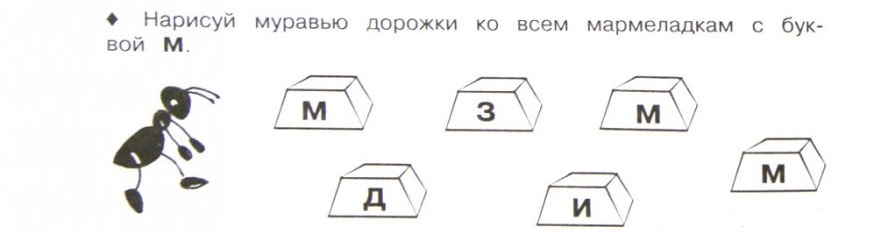 ♦ Нарисуй муравью дорожки ко всем мармеладкам с бук-
вой М.
М З М
Д И М